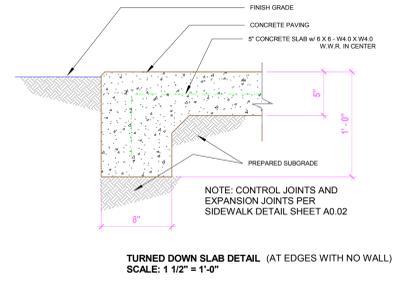 FINISH GRADE
CONCRETE PAVING
5" CONCRETE SLAB w/ 6 X 6 - W4.0 X W4.0
W.W.R. IN CENTER
5"
1' - 0"
PREPARED SUBGRADE
NOTE: CONTROL JOINTS AND
EXPANSION JOINTS PER
SIDEWALK DETAIL SHEET A0.02
8"
TURNED DOWN SLAB DETAIL (AT EDGES WITH NO WALL)
SCALE: 1 1/2" = 1'-0"